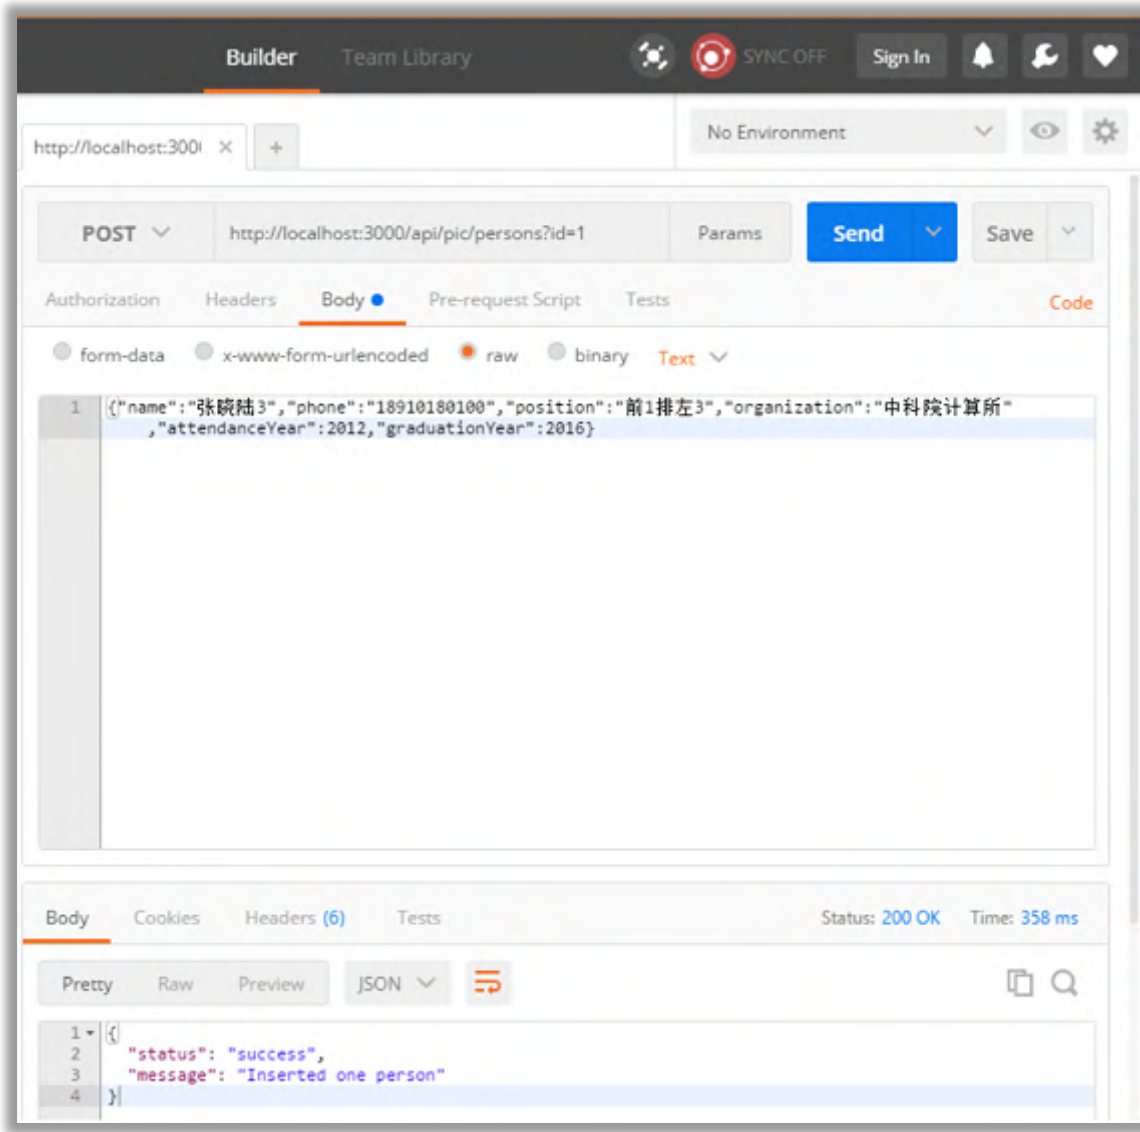 Builder Team Library SYNC OFF Sign In
http://localhost:300 No Environment
POST http://localhost:3000/api/pic/persons?id=1 Params Send Save
Authorization Headers Body Pre-request Script Tests Code
form-data x-www-form-urlencoded raw binary Text
1 {"name":"张晓陆3","phone":"18910180100","position":"前1排左3","organization":"中科院计算所"
,"attendanceYear":2012,"graduationYear":2016}
Body Cookies Headers (6) Tests Status: 200 OK Time: 358 ms
Pretty Raw Preview JSON
1 {
2 "status": "success",
3 "message": "Inserted one person"
4 }